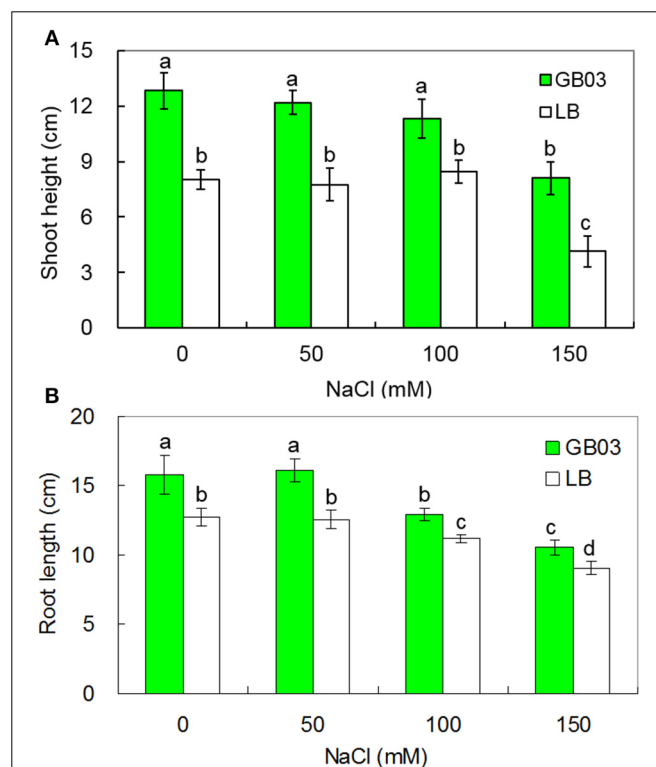 A
15
12
9
6
3
0
Shoot height (cm)
a
b
a
b
a
b
b
c
GB03
LB
0 50 100 150
NaCl (mM)
B
20
15
10
5
0
Root length (cm)
a
b
a
b
b
c
c
d
GB03
LB
0 50 100 150
NaCl (mM)